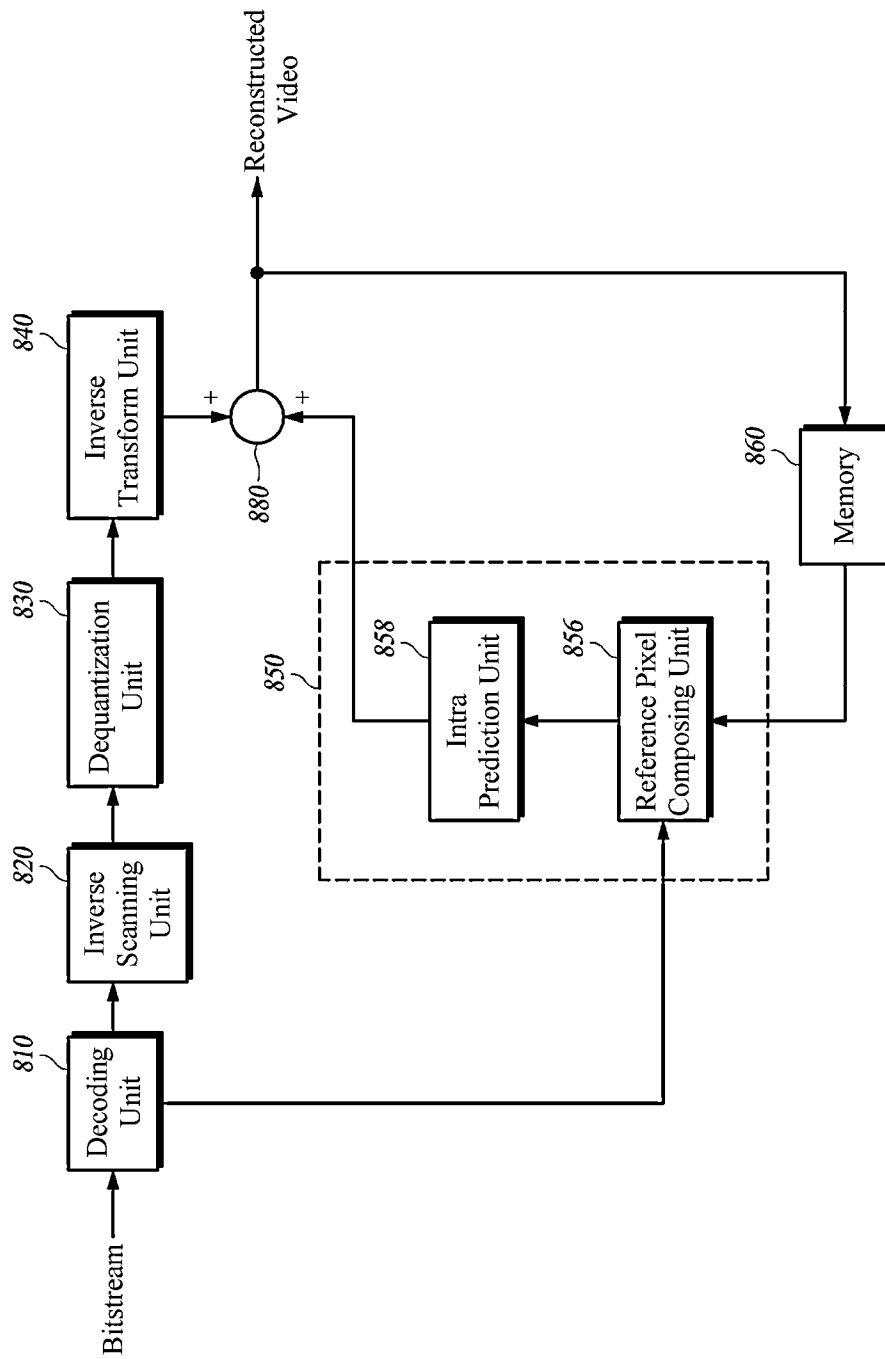 Bitstream
810
Decoding
Unit
820
Inverse
Scanning
Unit
830
Dequantization
Unit
840
Inverse
Transform Unit
+
880
+
Reconstructed
Video
850
858
Intra
Prediction Unit
856
Reference Pixel
Composing Unit
860
Memory